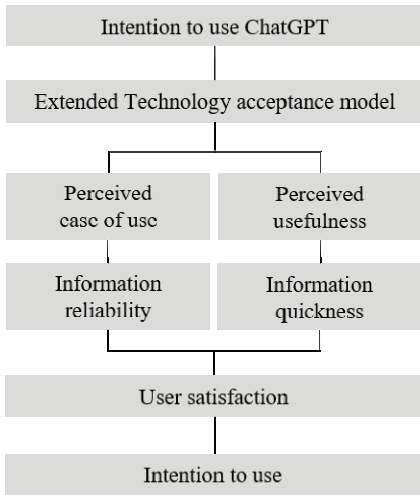 Intention to use ChatGPT
Extended Technology acceptance model
Perceived
ease of use
Perceived
usefulness
Information
reliability
Information
quickness
User satisfaction
Intention to use